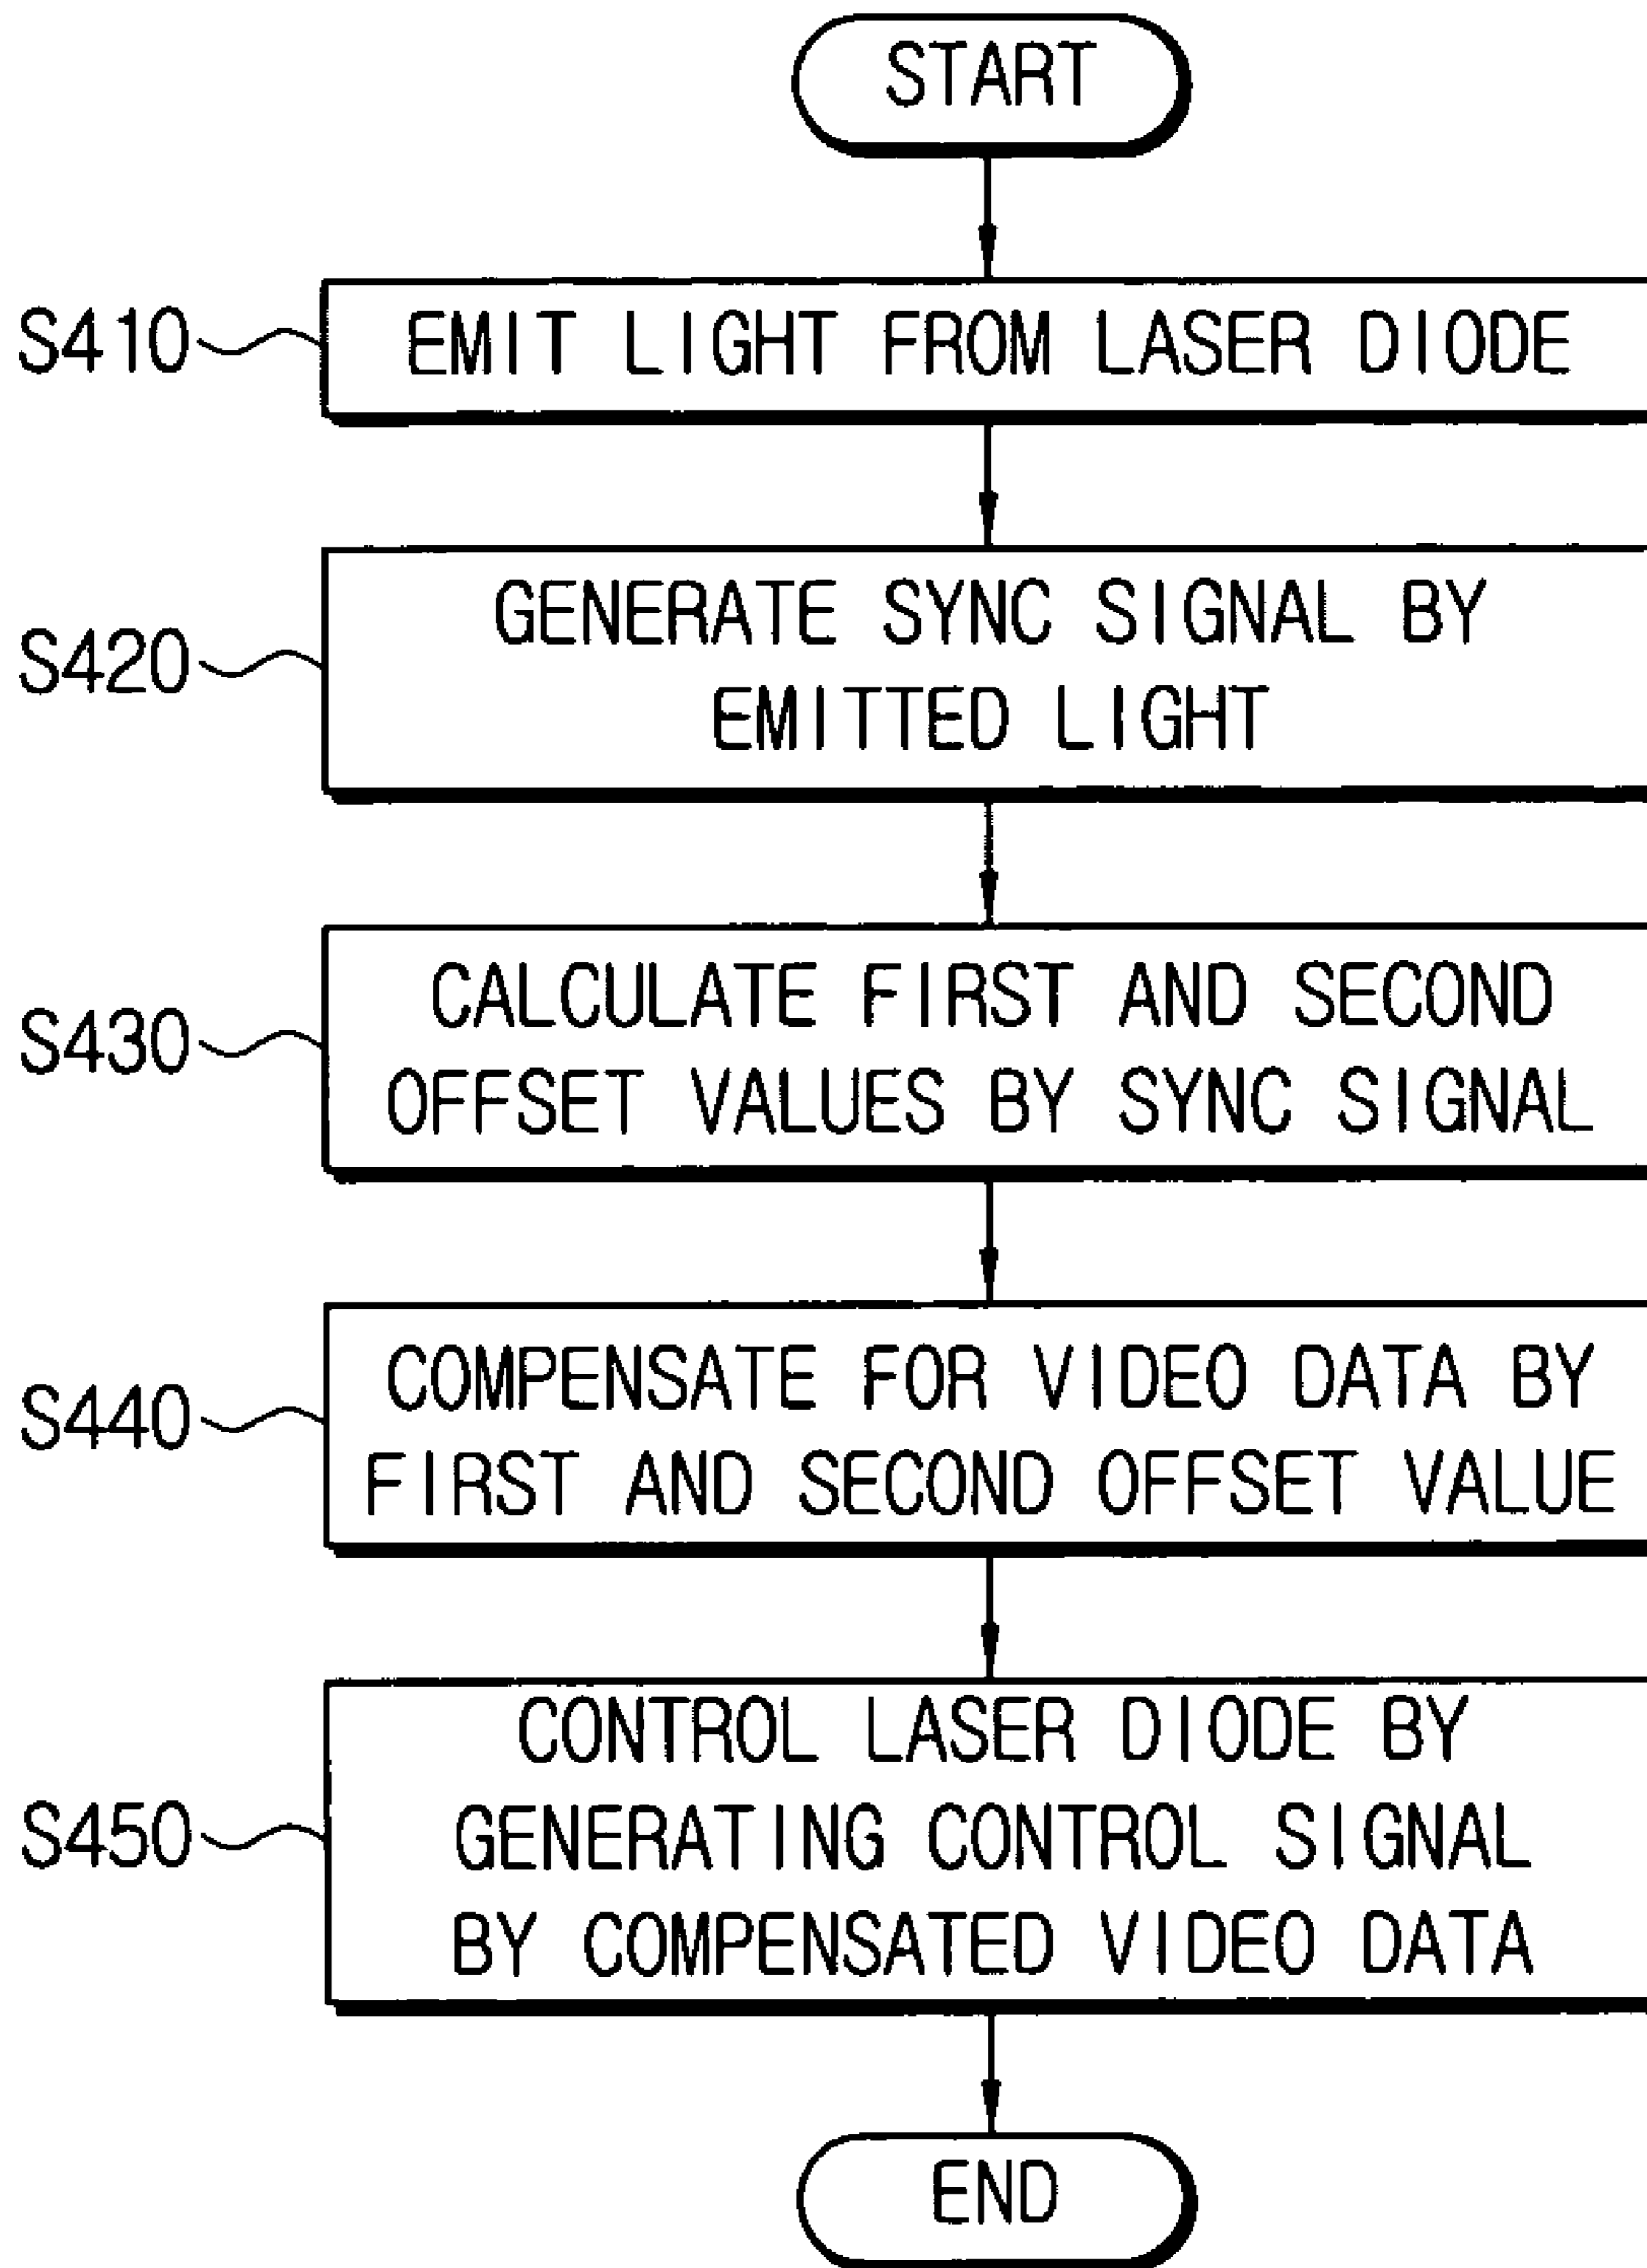 START
S410
EMIT LIGHT FROM LASER DIODE
S420
GENERATE SYNC SIGNAL BY
EMITTED LIGHT
S430
CALCULATE FIRST AND SECOND
OFFSET VALUES BY SYNC SIGNAL
S440
COMPENSATE FOR VIDEO DATA BY
FIRST AND SECOND OFFSET VALUE
S450
CONTROL LASER DIODE BY
GENERATING CONTROL SIGNAL
BY COMPENSATED VIDEO DATA
END